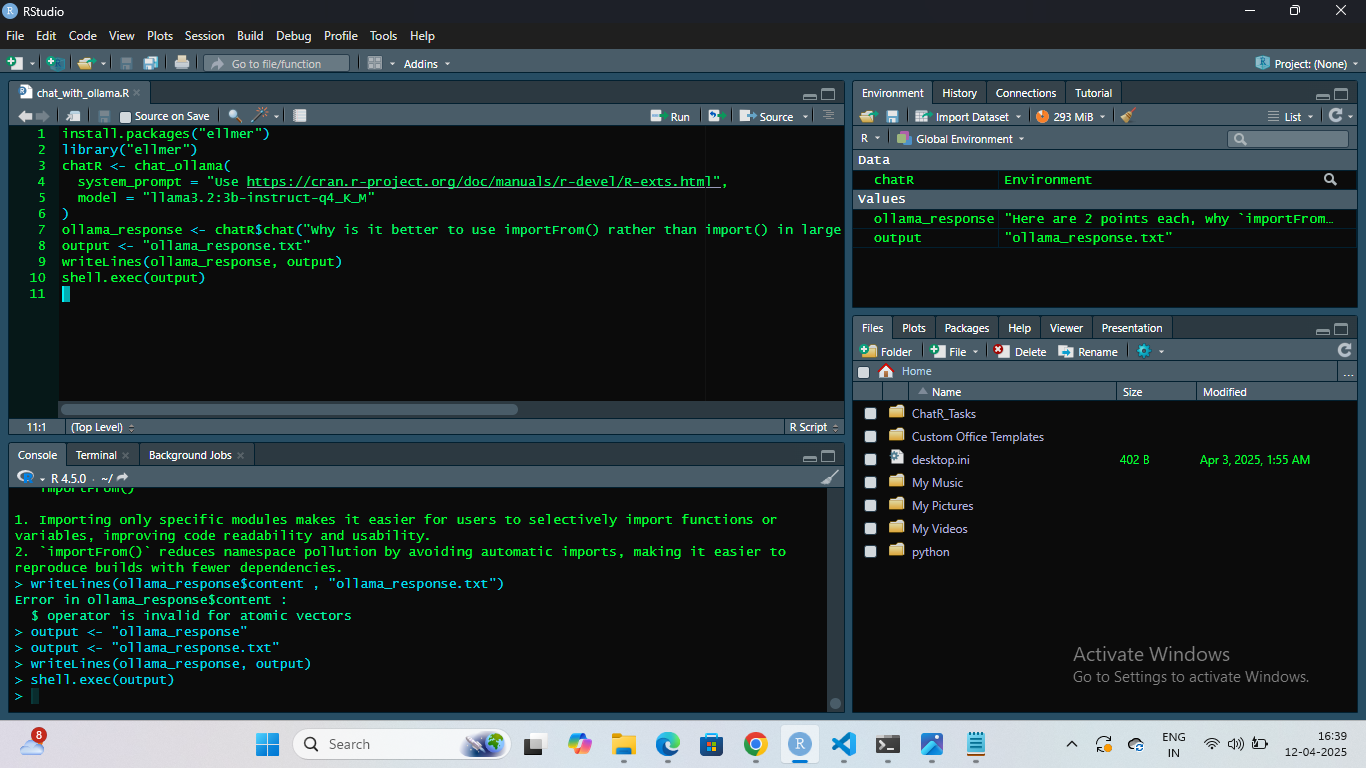 RStudio
File Edit Code View Plots Session Build Debug Profile Tools Help
Go to file/function Addins Project: (None)
chat_with_ollama.R
Source on Save Run Source
1 install.packages("ellmer")
2 library("ellmer")
3 chatR <- chat_ollama(
4 system_prompt = "Use https://cran.r-project.org/doc/manuals/r-devel/R-exts.html",
5 model = "llama3.2:3b-instruct-q4_K_M"
6 )
7 ollama_response <- chatR$chat("Why is it better to use importFrom() rather than import() in large
8 output <- "ollama_response.txt"
9 writeLines(ollama_response, output)
10 shell.exec(output)
11
11:1 (Top Level) R Script
Console Terminal Background Jobs
R 4.5.0 · ~/
`importFrom()`
1. Importing only specific modules makes it easier for users to selectively import functions or
variables, improving code readability and usability.
2. `importFrom()` reduces namespace pollution by avoiding automatic imports, making it easier to
reproduce builds with fewer dependencies.
> writeLines(ollama_response$content , "ollama_response.txt")
Error in ollama_response$content :
$ operator is invalid for atomic vectors
> output <- "ollama_response"
> output <- "ollama_response.txt"
> writeLines(ollama_response, output)
> shell.exec(output)
>
Environment History Connections Tutorial
Import Dataset 293 MiB List
R Global Environment
Data
chatR Environment
Values
ollama_response "Here are 2 points each, why `importFrom…
output "ollama_response.txt"
Files Plots Packages Help Viewer Presentation
Folder File Delete Rename
Home ...
Name Size Modified
ChatR_Tasks
Custom Office Templates
desktop.ini 402 B Apr 3, 2025, 1:55 AM
My Music
My Pictures
My Videos
python
Activate Windows
Go to Settings to activate Windows.
8 Search ENG IN 16:39 12-04-2025